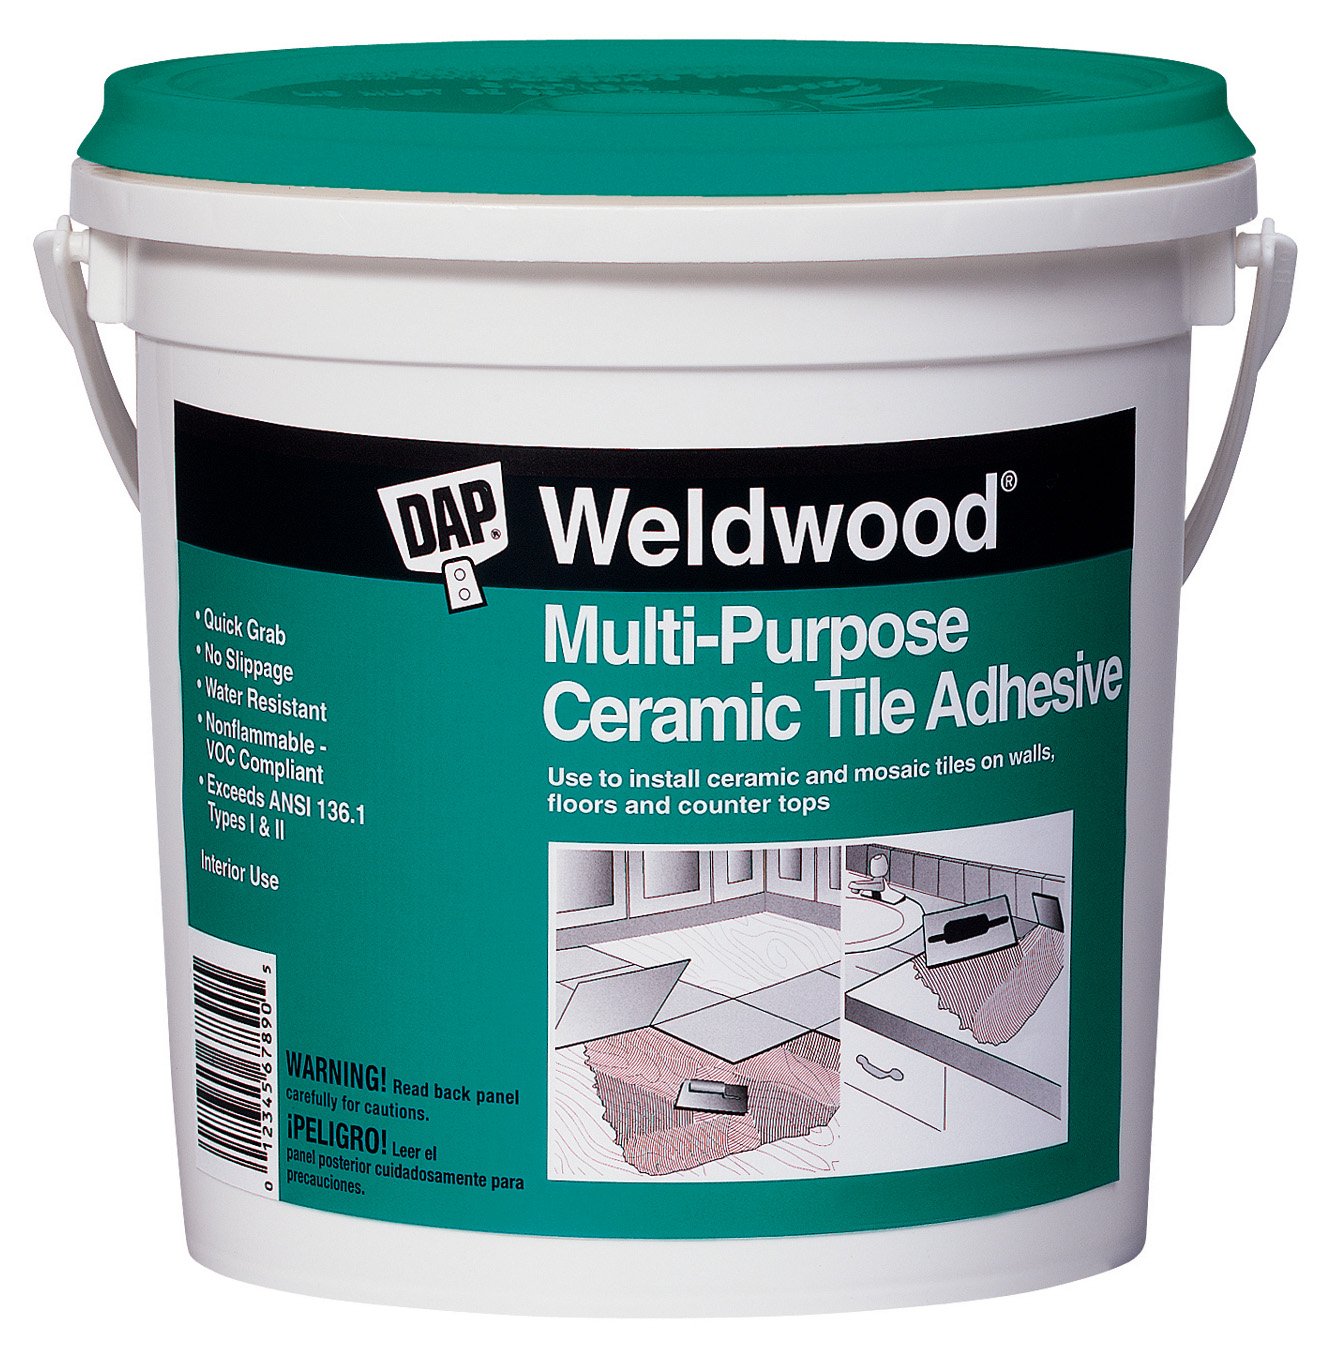 DAP®
Weldwood®
Multi-Purpose
Ceramic Tile Adhesive
Use to install ceramic and mosaic tiles on walls,
floors and counter tops
• Quick Grab
• No Slippage
• Water Resistant
• Nonflammable -
VOC Compliant
• Exceeds ANSI 136.1
Types I & II
Interior Use
0 12345 67890 5
WARNING! Read back panel
carefully for cautions.
¡PELIGRO! Leer el
panel posterior cuidadosamente para
precauciones.